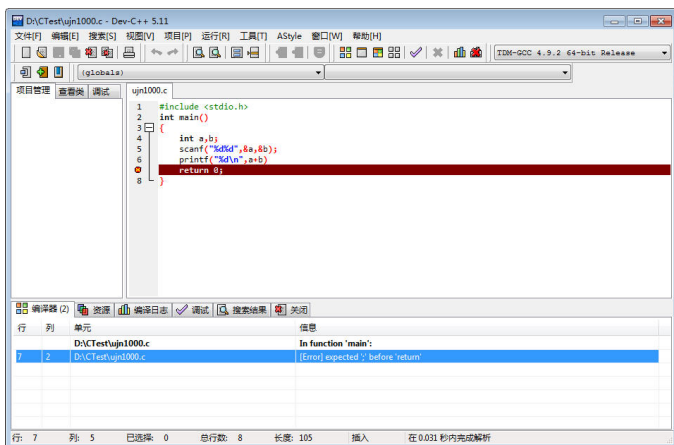 D:\CTest\ujn1000.c - Dev-C++ 5.11
文件[F] 编辑[E] 搜索[S] 视图[V] 项目[P] 运行[R] 工具[T] AStyle 窗口[W] 帮助[H]
TDM-GCC 4.9.2 64-bit Release
(globals)
项目管理 查看类 调试 ujn1000.c
1 #include <stdio.h>
2 int main()
3 {
4 int a,b;
5 scanf("%d%d",&a,&b);
6 printf("%d\n",a+b)
return 0;
8 }
编译器 (2) 资源 编译日志 调试 搜索结果 关闭
行 列 单元 信息
D:\CTest\ujn1000.c In function 'main':
7 2 D:\CTest\ujn1000.c [Error] expected ';' before 'return'
行: 7 列: 5 已选择: 0 总行数: 8 长度: 105 插入 在 0.031 秒内完成解析